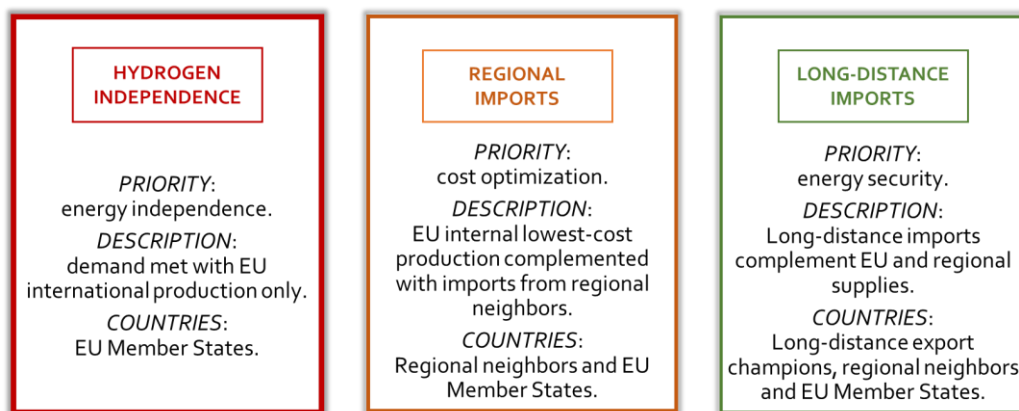 HYDROGEN
INDEPENDENCE
PRIORITY:
energy independence.
DESCRIPTION:
demand met with EU
international production only.
COUNTRIES:
EU Member States.
REGIONAL
IMPORTS
PRIORITY:
cost optimization.
DESCRIPTION:
EU internal lowest-cost
production complemented
with imports from regional
neighbors.
COUNTRIES:
Regional neighbors and EU
Member States.
LONG-DISTANCE
IMPORTS
PRIORITY:
energy security.
DESCRIPTION:
Long-distance imports
complement EU and regional
supplies.
COUNTRIES:
Long-distance export
champions, regional neighbors
and EU Member States.